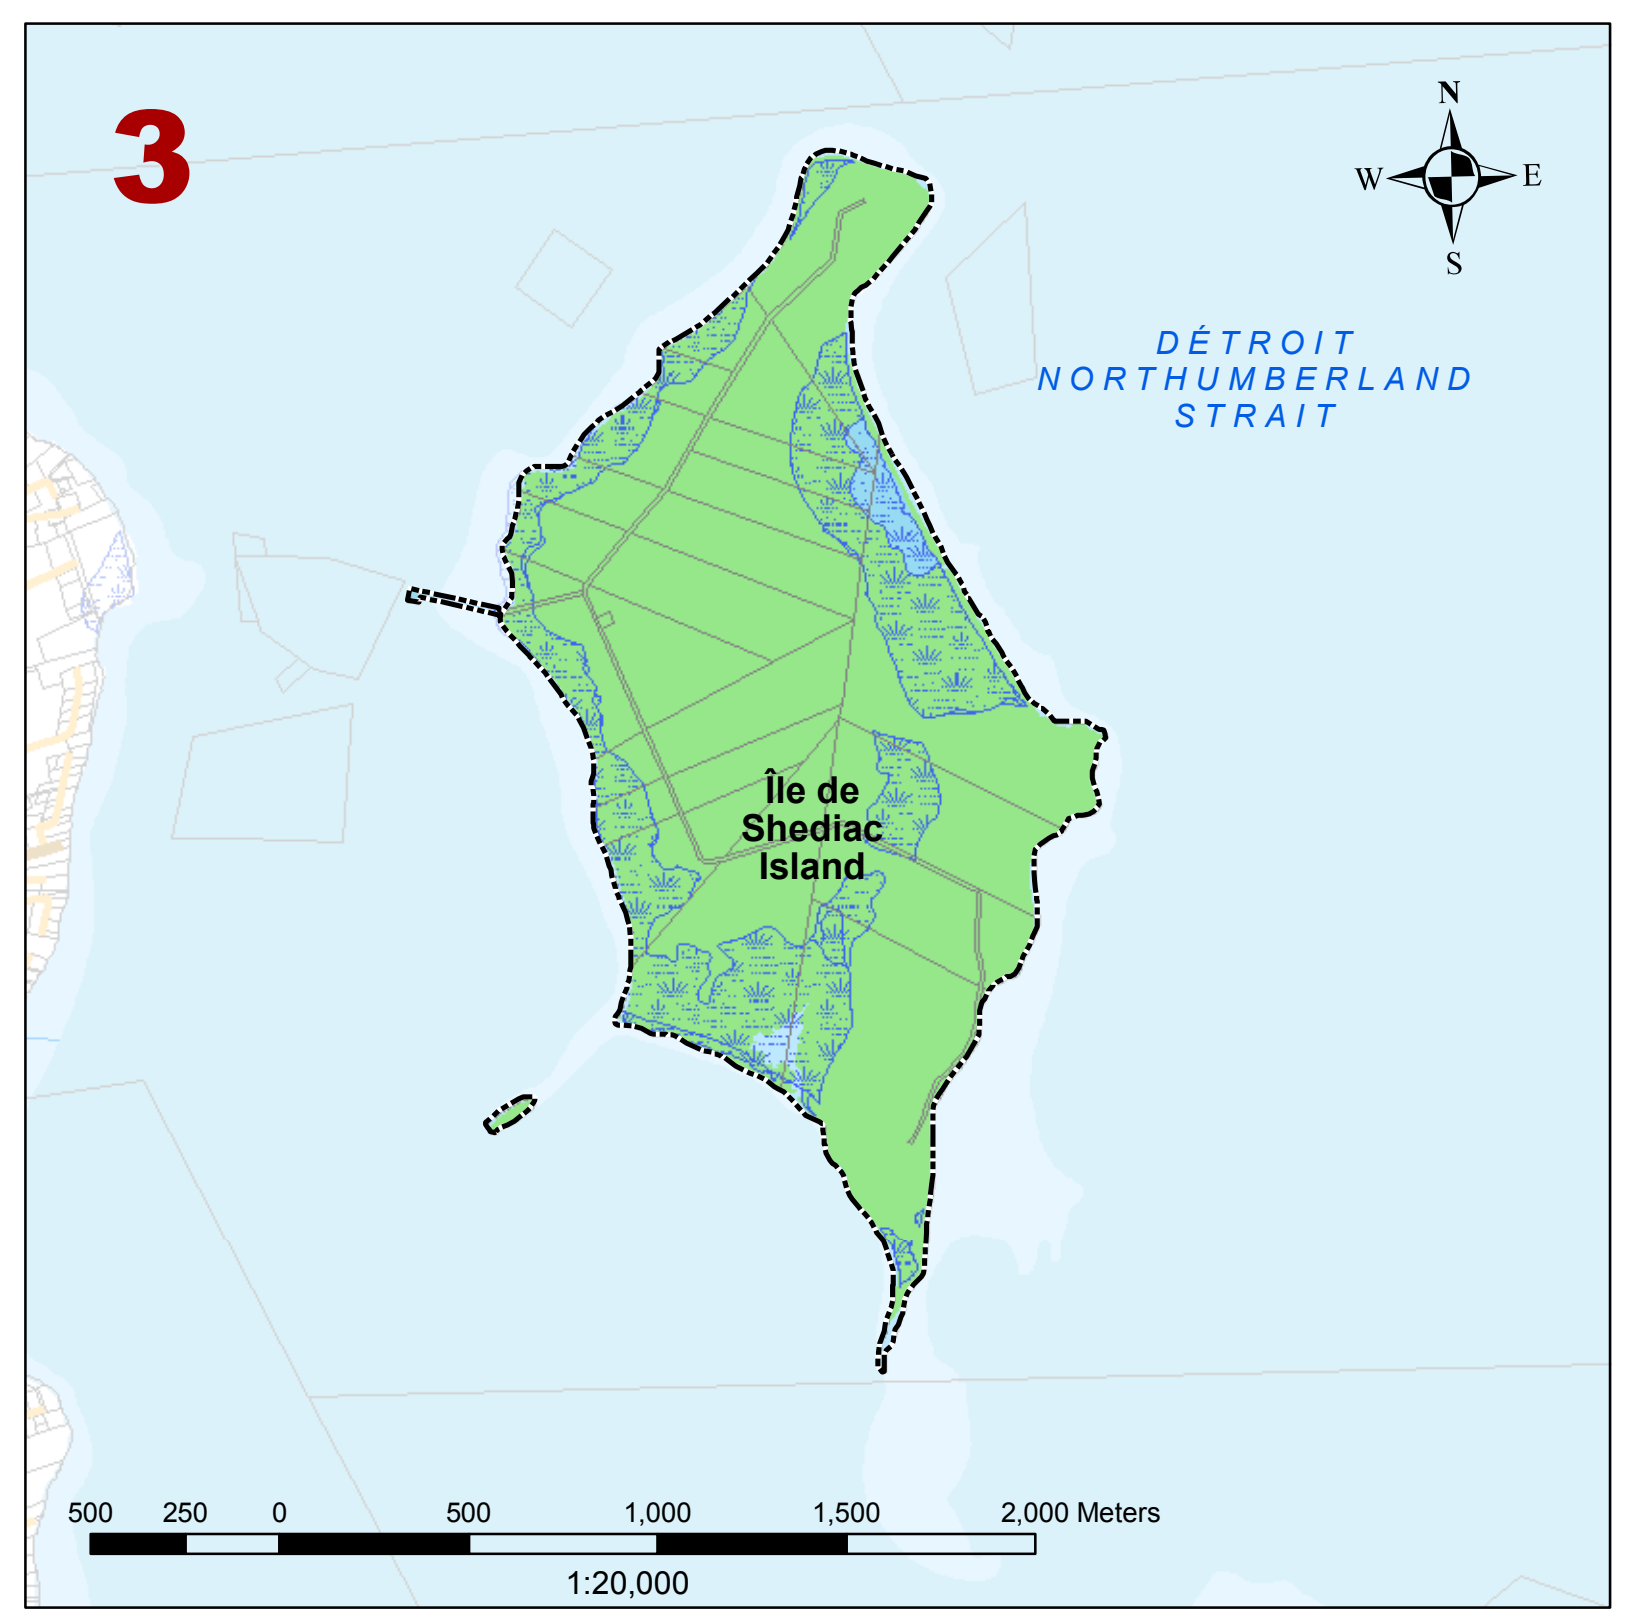 3
N
W E
S
DÉTROIT
NORTHUMBERLAND
STRAIT
Île de
Shediac
Island
500 250 0 500 1,000 1,500 2,000 Meters
1:20,000